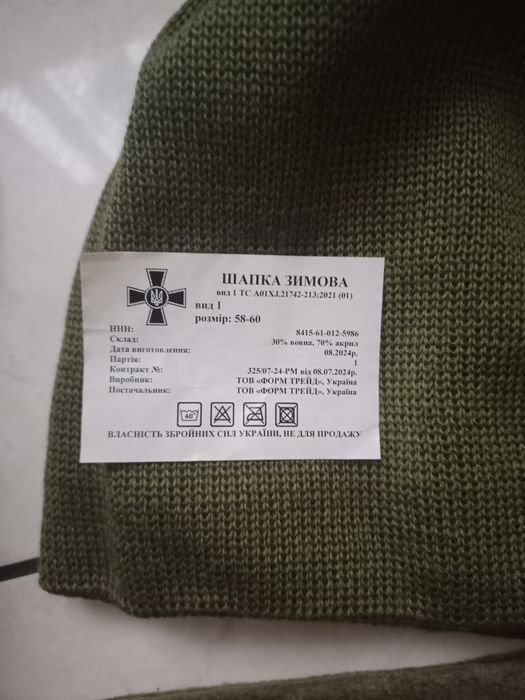 ШАПКА ЗИМОВА
вид 1 ТС А01XJ.21742-213:2021 (01)
вид 1
розмір: 58-60
ННН: 8415-61-012-5986
Склад: 30% вовна, 70% акрил
Дата виготовлення: 08.2024р.
Партія: 1
Контракт №: 325/07-24-РМ від 08.07.2024р.
Виробник: ТОВ «ФОРМ ТРЕЙД», Україна
Постачальник: ТОВ «ФОРМ ТРЕЙД», Україна
40°
ВЛАСНІСТЬ ЗБРОЙНИХ СИЛ УКРАЇНИ, НЕ ДЛЯ ПРОДАЖУ